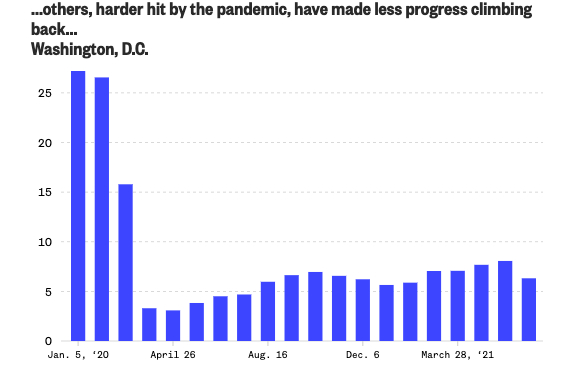 ...others, harder hit by the pandemic, have made less progress climbing
back...
Washington, D.C.
25
20
15
10
5
0
Jan. 5, ‘20 April 26 Aug. 16 Dec. 6 March 28, ‘21